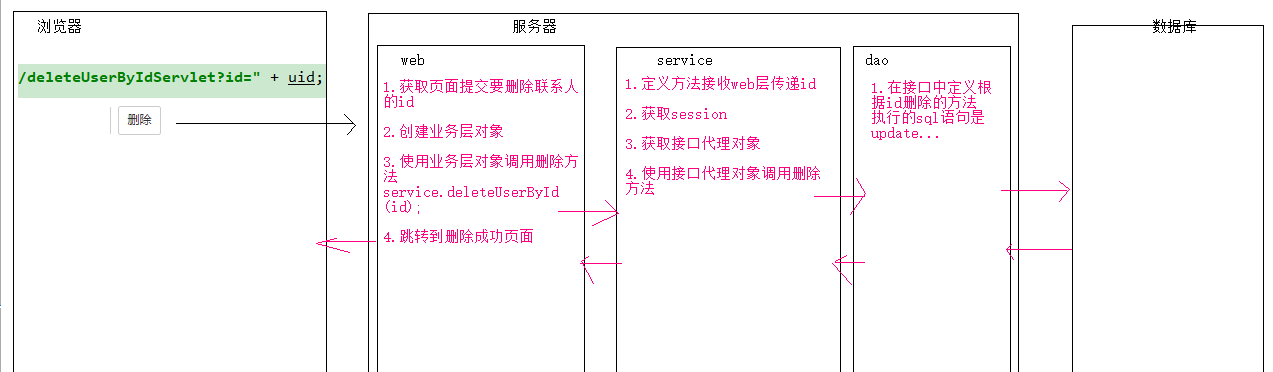 浏览器
/deleteUserByIdServlet?id=" + uid;
删除
服务器
web
1.获取页面提交要删除联系人
的id
2.创建业务层对象
3.使用业务层对象调用删除方
法
service.deleteUserById
(id);
4.跳转到删除成功页面
service
1.定义方法接收web层传递id
2.获取session
3.获取接口代理对象
4.使用接口代理对象调用删除
方法
dao
1.在接口中定义根
据id删除的方法
执行的sql语句是
update...
数据库